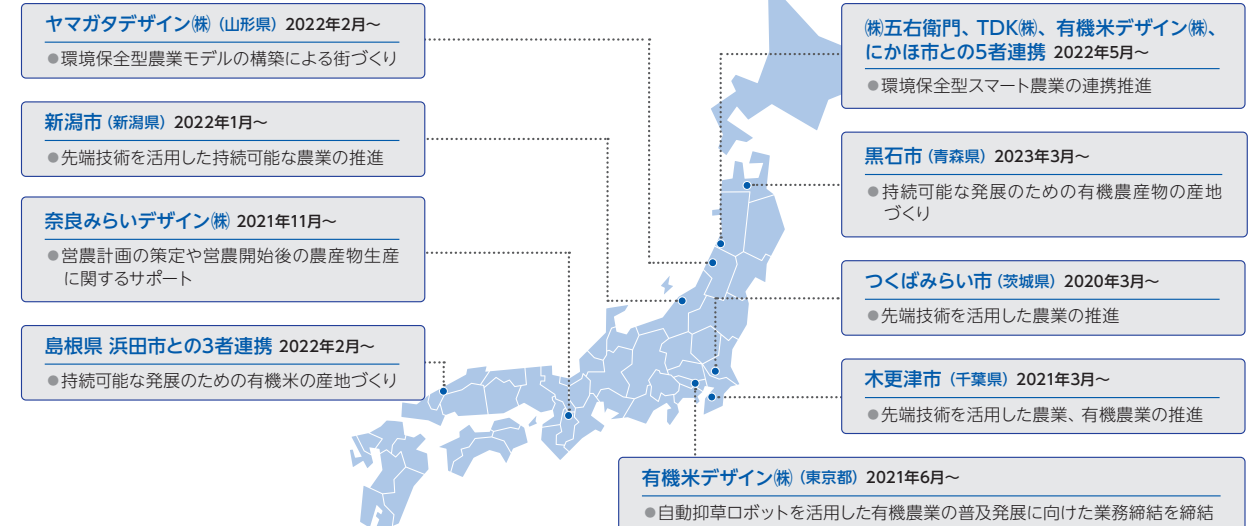 ヤマガタデザイン㈱（山形県）2022年2月～
●環境保全型農業モデルの構築による街づくり
新潟市（新潟県）2022年1月～
●先端技術を活用した持続可能な農業の推進
奈良みらいデザイン㈱ 2021年11月～
●営農計画の策定や営農開始後の農産物生産
に関するサポート
島根県 浜田市との3者連携 2022年2月～
●持続可能な発展のための有機米の産地づくり
㈱五右衛門、TDK㈱、有機米デザイン㈱、
にかほ市との5者連携 2022年5月～
●環境保全型スマート農業の連携推進
黒石市（青森県）2023年3月～
●持続可能な発展のための有機農産物の産地
づくり
つくばみらい市（茨城県）2020年3月～
●先端技術を活用した農業の推進
木更津市（千葉県）2021年3月～
●先端技術を活用した農業、有機農業の推進
有機米デザイン㈱（東京都）2021年6月～
●自動抑草ロボットを活用した有機農業の普及発展に向けた業務締結を締結